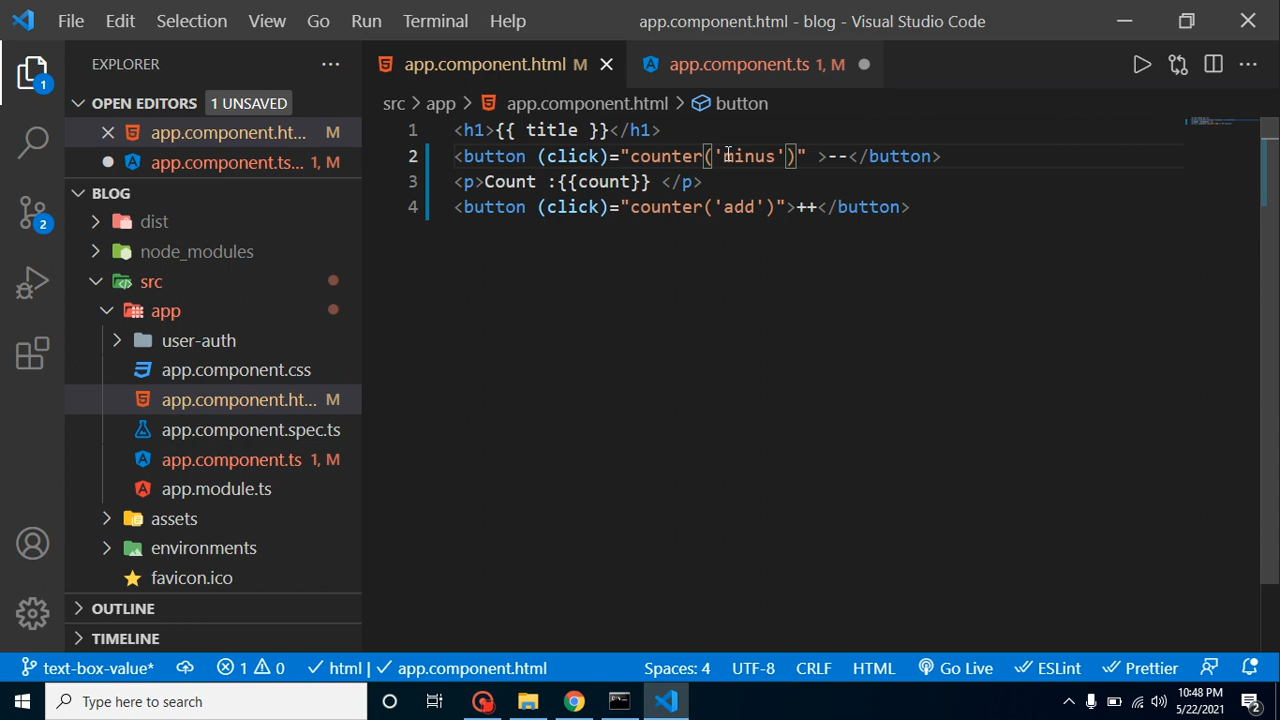 File Edit Selection View Go Run Terminal Help app.component.html - blog - Visual Studio Code
EXPLORER
OPEN EDITORS 1 UNSAVED
app.component.ht... M
app.component.ts... 1, M
BLOG
dist
node_modules
src
app
user-auth
app.component.css
app.component.ht... M
app.component.spec.ts
app.component.ts 1, M
app.module.ts
assets
environments
favicon.ico
OUTLINE
TIMELINE
1
2
app.component.html M
app.component.ts 1, M
src > app > app.component.html > button
1 <h1>{{ title }}</h1>
2 <button (click)="counter('minus')" >--</button>
3 <p>Count :{{count}} </p>
4 <button (click)="counter('add')">++</button>
text-box-value* 1 0 html | app.component.html Spaces: 4 UTF-8 CRLF HTML Go Live ESLint Prettier
Type here to search
10:48 PM
5/22/2021
2